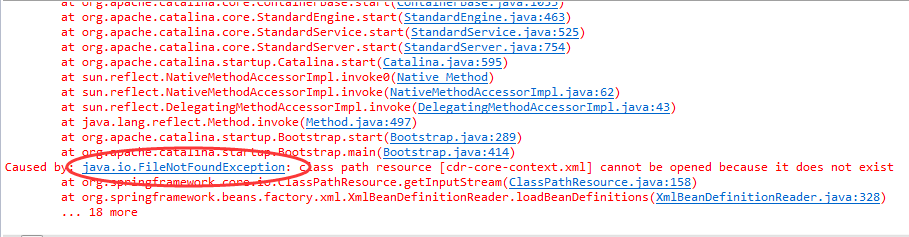 at org.apache.catalina.core.ContainerBase.start(ContainerBase.java:1053)
at org.apache.catalina.core.StandardEngine.start(StandardEngine.java:463)
at org.apache.catalina.core.StandardService.start(StandardService.java:525)
at org.apache.catalina.core.StandardServer.start(StandardServer.java:754)
at org.apache.catalina.startup.Catalina.start(Catalina.java:595)
at sun.reflect.NativeMethodAccessorImpl.invoke0(Native Method)
at sun.reflect.NativeMethodAccessorImpl.invoke(NativeMethodAccessorImpl.java:62)
at sun.reflect.DelegatingMethodAccessorImpl.invoke(DelegatingMethodAccessorImpl.java:43)
at java.lang.reflect.Method.invoke(Method.java:497)
at org.apache.catalina.startup.Bootstrap.start(Bootstrap.java:289)
at org.apache.catalina.startup.Bootstrap.main(Bootstrap.java:414)
Caused by: java.io.FileNotFoundException: class path resource [cdr-core-context.xml] cannot be opened because it does not exist
at org.springframework.core.io.ClassPathResource.getInputStream(ClassPathResource.java:158)
at org.springframework.beans.factory.xml.XmlBeanDefinitionReader.loadBeanDefinitions(XmlBeanDefinitionReader.java:328)
... 18 more